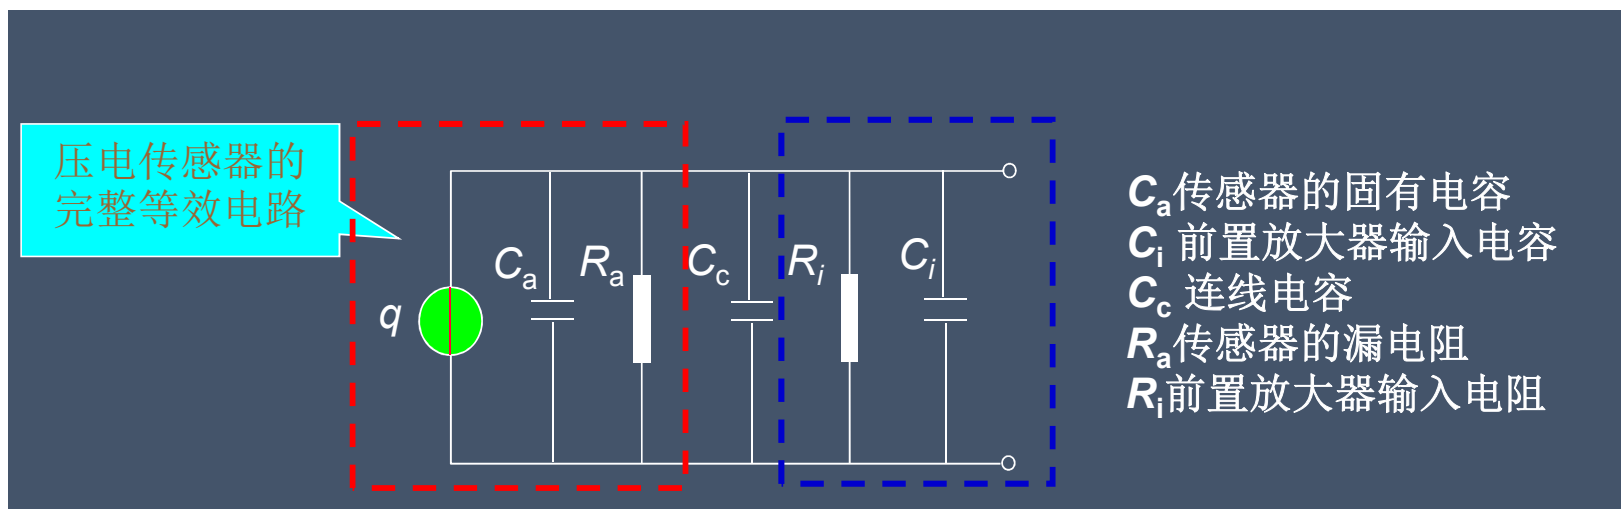 压电传感器的
完整等效电路
q
Ca
Ra
Cc
Ri
Ci
Ca传感器的固有电容
Ci 前置放大器输入电容
Cc 连线电容
Ra传感器的漏电阻
Ri前置放大器输入电阻